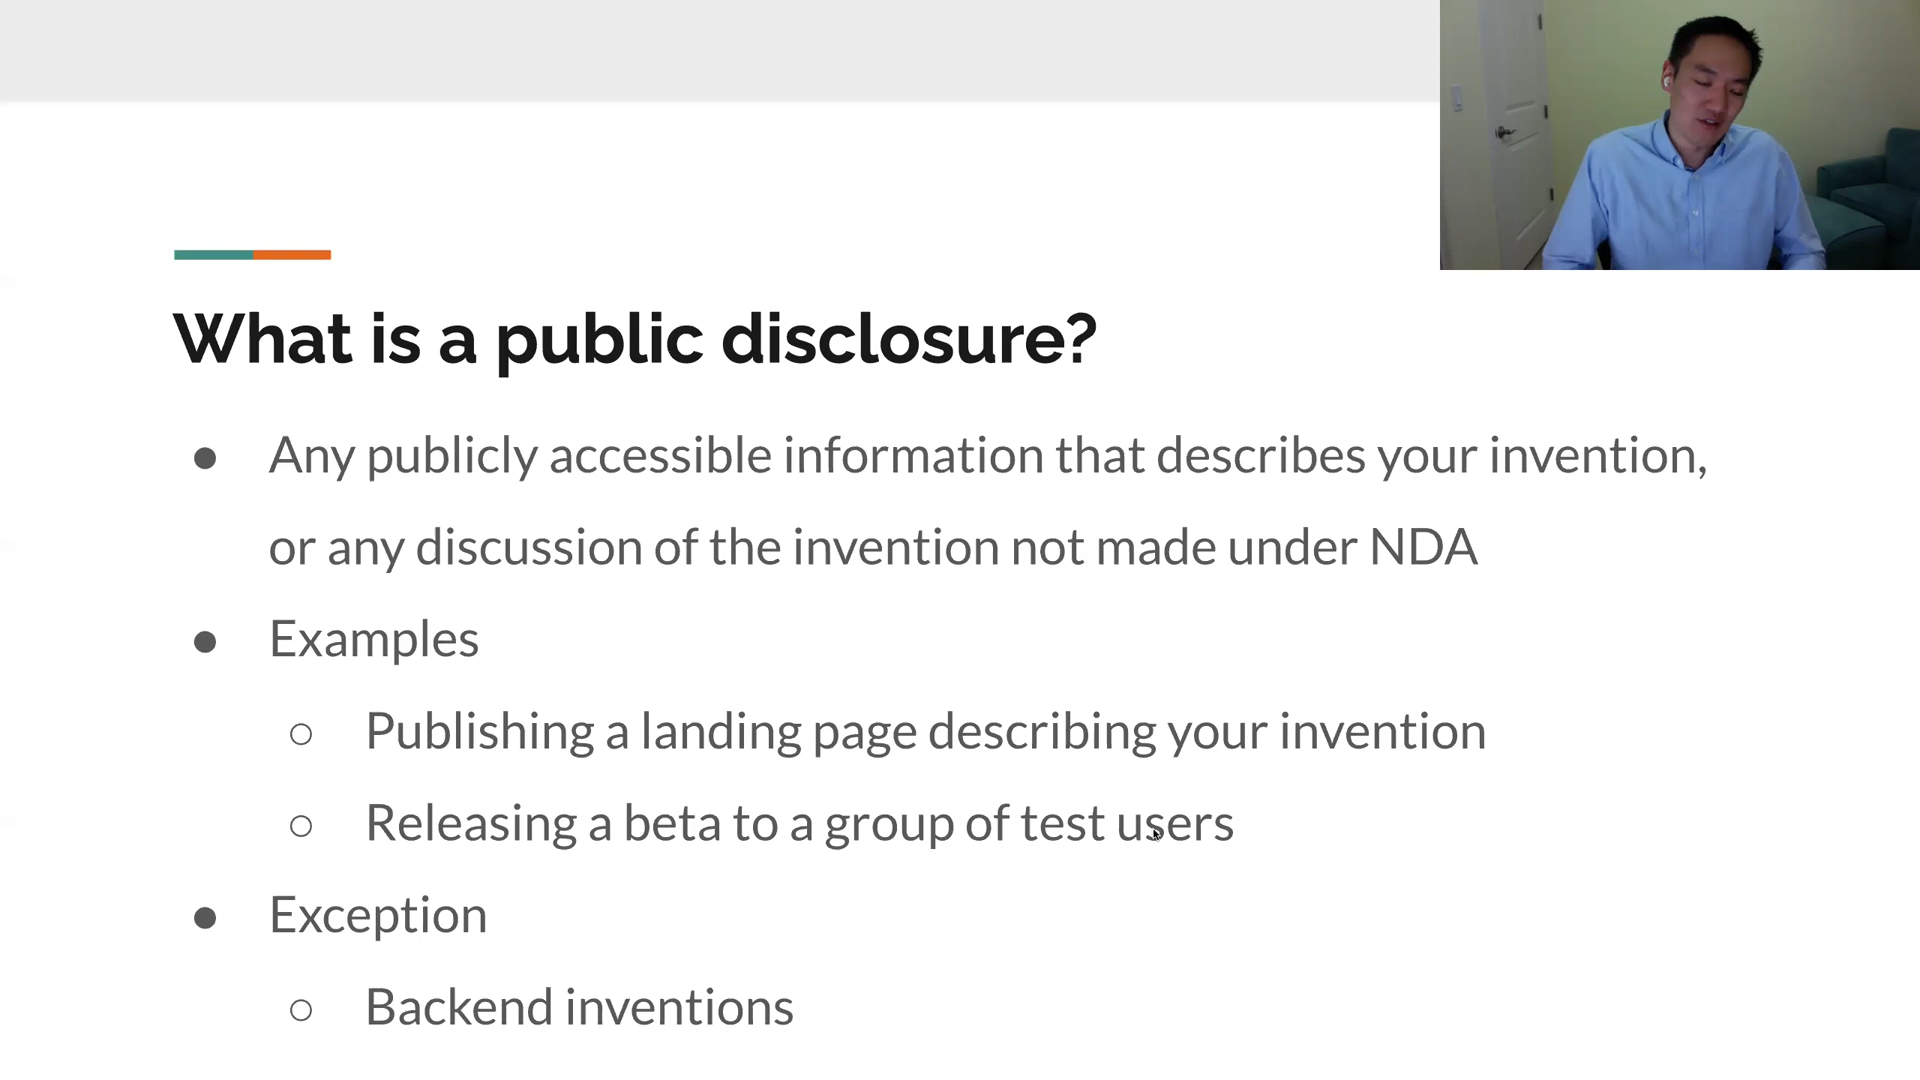 What is a public disclosure?
● Any publicly accessible information that describes your invention,
or any discussion of the invention not made under NDA
● Examples
○ Publishing a landing page describing your invention
○ Releasing a beta to a group of test users
● Exception
○ Backend inventions